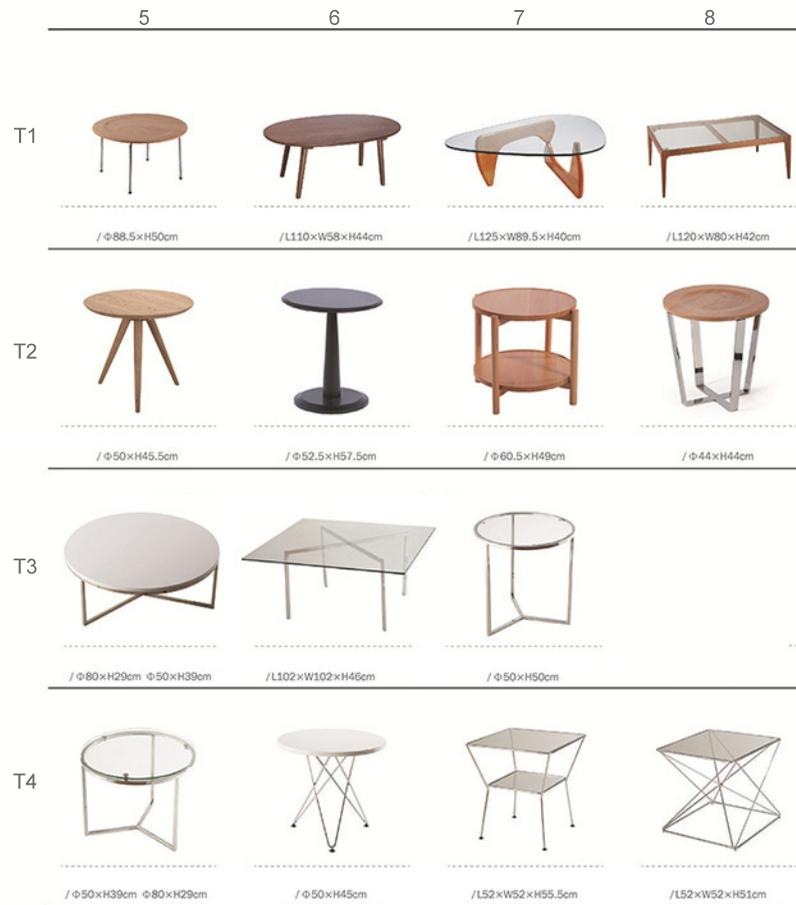 5 6 7 8
T1
/Φ88.5×H50cm /L110×W58×H44cm /L125×W89.5×H40cm /L120×W80×H42cm
T2
/Φ50×H45.5cm /Φ52.5×H57.5cm /Φ60.5×H49cm /Φ44×H44cm
T3
/Φ80×H29cm Φ50×H39cm /L102×W102×H46cm /Φ50×H50cm
T4
/Φ50×H39cm Φ80×H29cm /Φ50×H45cm /L52×W52×H55.5cm /L52×W52×H51cm